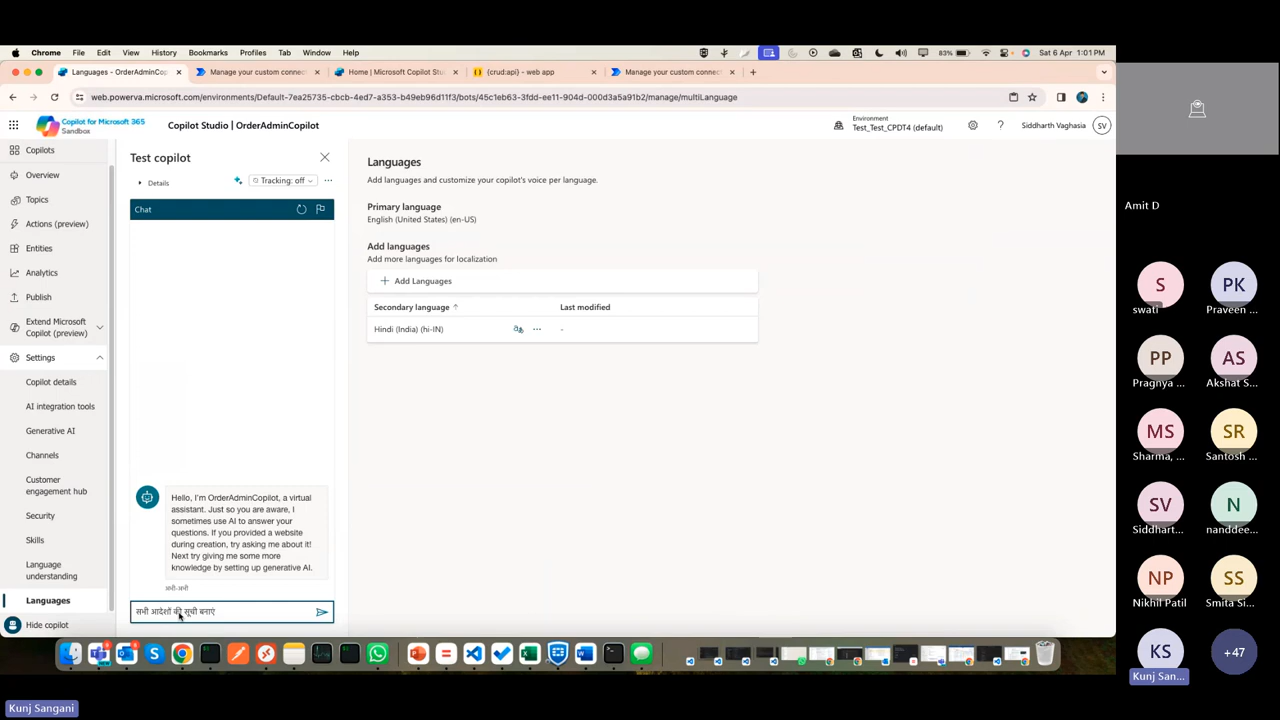 Chrome File Edit View History Bookmarks Profiles Tab Window Help
83% Sat 6 Apr 1:01 PM
Languages - OrderAdminCop
Manage your custom connect
Home | Microsoft Copilot Stu
{crud:api} - web app
Manage your custom connect
web.powerva.microsoft.com/environments/Default-7ea25735-cbcb-4ed7-a353-b49eb96d11f3/bots/45c1eb63-3fdd-ee11-904d-000d3a5a91b2/manage/multiLanguage
Copilot for Microsoft 365
Sandbox
Copilot Studio | OrderAdminCopilot
Environment
Test_Test_CPDT4 (default)
Siddharth Vaghasia SV
Copilots
Overview
Topics
Actions (preview)
Entities
Analytics
Publish
Extend Microsoft
Copilot (preview)
Settings
Copilot details
AI integration tools
Generative AI
Channels
Customer
engagement hub
Security
Skills
Language
understanding
Languages
Hide copilot
Test copilot
Details
Tracking: off
Chat
Hello, I'm OrderAdminCopilot, a virtual
assistant. Just so you are aware, I
sometimes use AI to answer your
questions. If you provided a website
during creation, try asking me about it!
Next try giving me some more
knowledge by setting up generative AI.
अभी-अभी
सभी आदेशों की सूची बनाएं
Languages
Add languages and customize your copilot's voice per language.
Primary language
English (United States) (en-US)
Add languages
Add more languages for localization
Add Languages
Secondary language Last modified
Hindi (India) (hi-IN) -
Amit D
S PK
swati Praveen ...
PP AS
Pragnya ... Akshat S...
MS SR
Sharma, ... Santosh ...
SV N
Siddhart... nanddee...
NP SS
Nikhil Patil Smita Si...
KS +47
Kunj San...
Kunj Sangani